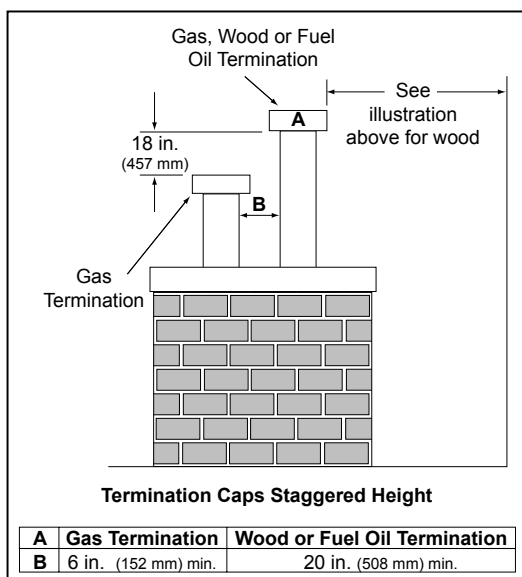 Gas, Wood or Fuel
Oil Termination
A
See
illustration
above for wood
18 in.
(457 mm)
B
Gas
Termination
Termination Caps Staggered Height
A Gas Termination Wood or Fuel Oil Termination
B 6 in. (152 mm) min. 20 in. (508 mm) min.